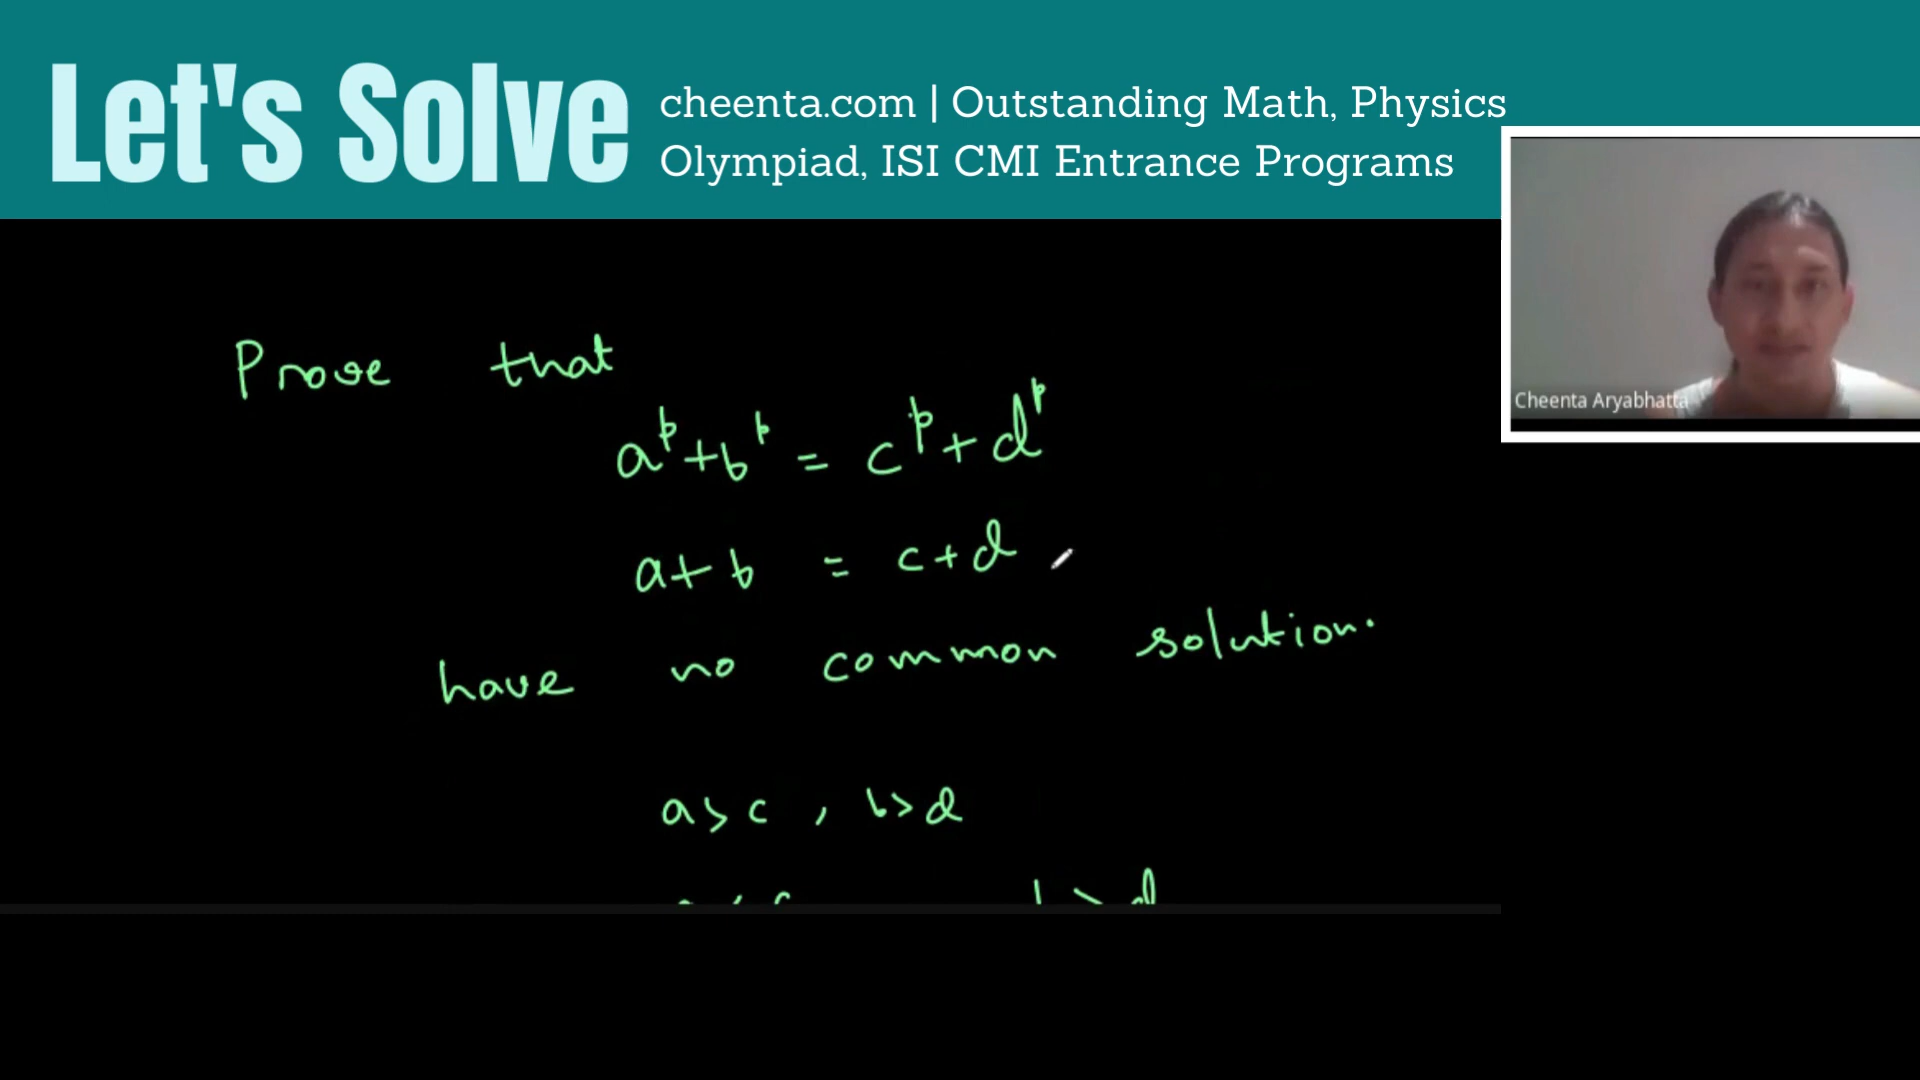 Let's Solve
cheenta.com | Outstanding Math, Physics
Olympiad, ISI CMI Entrance Programs
Cheenta Aryabhatta
Prove that
a^p+b^p = c^p+d^p
a+b = c+d
have no common solution.
a>c , b>d